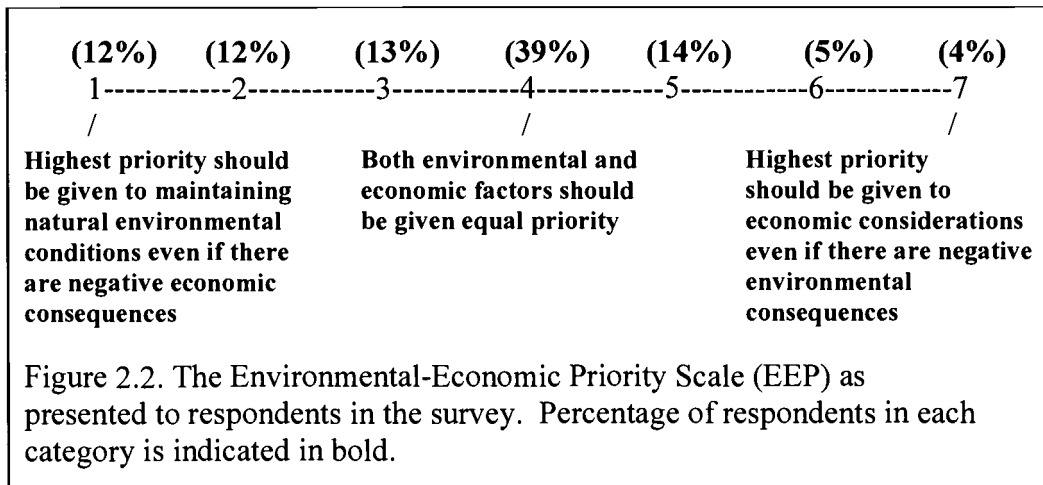 (12%) (12%) (13%) (39%) (14%) (5%) (4%)
1------------2------------3------------4------------5------------6------------7
/ / /
Highest priority should Both environmental and Highest priority
be given to maintaining economic factors should should be given to
natural environmental be given equal priority economic considerations
conditions even if there even if there are negative
are negative economic environmental
consequences consequences
Figure 2.2. The Environmental-Economic Priority Scale (EEP) as
presented to respondents in the survey. Percentage of respondents in each
category is indicated in bold.